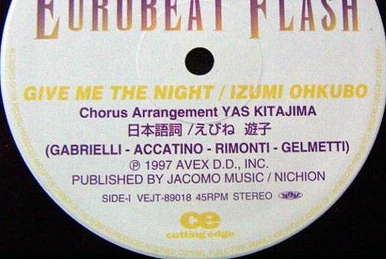 EUROBEAT FLASH
GIVE ME THE NIGHT / IZUMI OHKUBO
Chorus Arrangement YAS KITAJIMA
日本語詞 /えびね 遊子
(GABRIELLI - ACCATINO - RIMONTI - GELMETTI)
Ⓟ 1997 AVEX D.D., INC.
PUBLISHED BY JACOMO MUSIC / NICHION
SIDE-I VEJT-89018 45RPM STEREO
ce
cutting edge